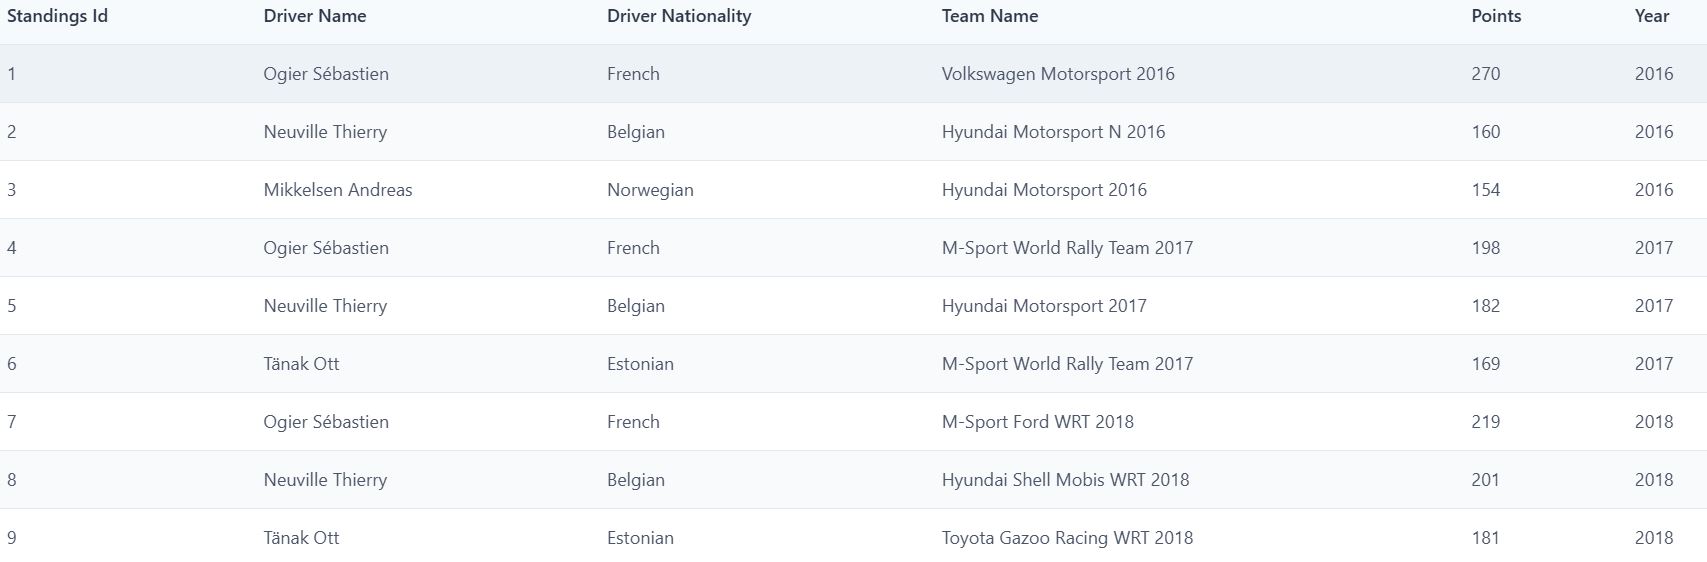 Standings Id Driver Name Driver Nationality Team Name Points Year
1 Ogier Sébastien French Volkswagen Motorsport 2016 270 2016
2 Neuville Thierry Belgian Hyundai Motorsport N 2016 160 2016
3 Mikkelsen Andreas Norwegian Hyundai Motorsport 2016 154 2016
4 Ogier Sébastien French M-Sport World Rally Team 2017 198 2017
5 Neuville Thierry Belgian Hyundai Motorsport 2017 182 2017
6 Tänak Ott Estonian M-Sport World Rally Team 2017 169 2017
7 Ogier Sébastien French M-Sport Ford WRT 2018 219 2018
8 Neuville Thierry Belgian Hyundai Shell Mobis WRT 2018 201 2018
9 Tänak Ott Estonian Toyota Gazoo Racing WRT 2018 181 2018